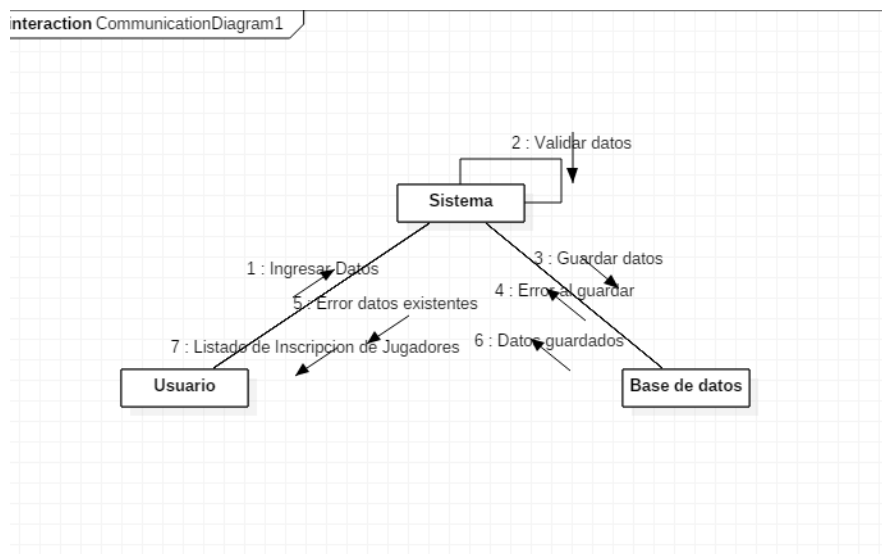 interaction CommunicationDiagram1
2 : Validar datos
Sistema
3 : Guardar datos
1 : Ingresar Datos
4 : Error al guardar
5 : Error datos existentes
6 : Datos guardados
7 : Listado de Inscripcion de Jugadores
Usuario
Base de datos